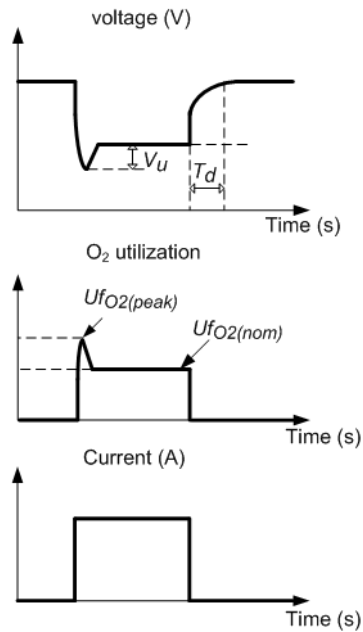 voltage (V)
Vu
Td
Time (s)
O2 utilization
UfO2(peak)
UfO2(nom)
Time (s)
Current (A)
Time (s)